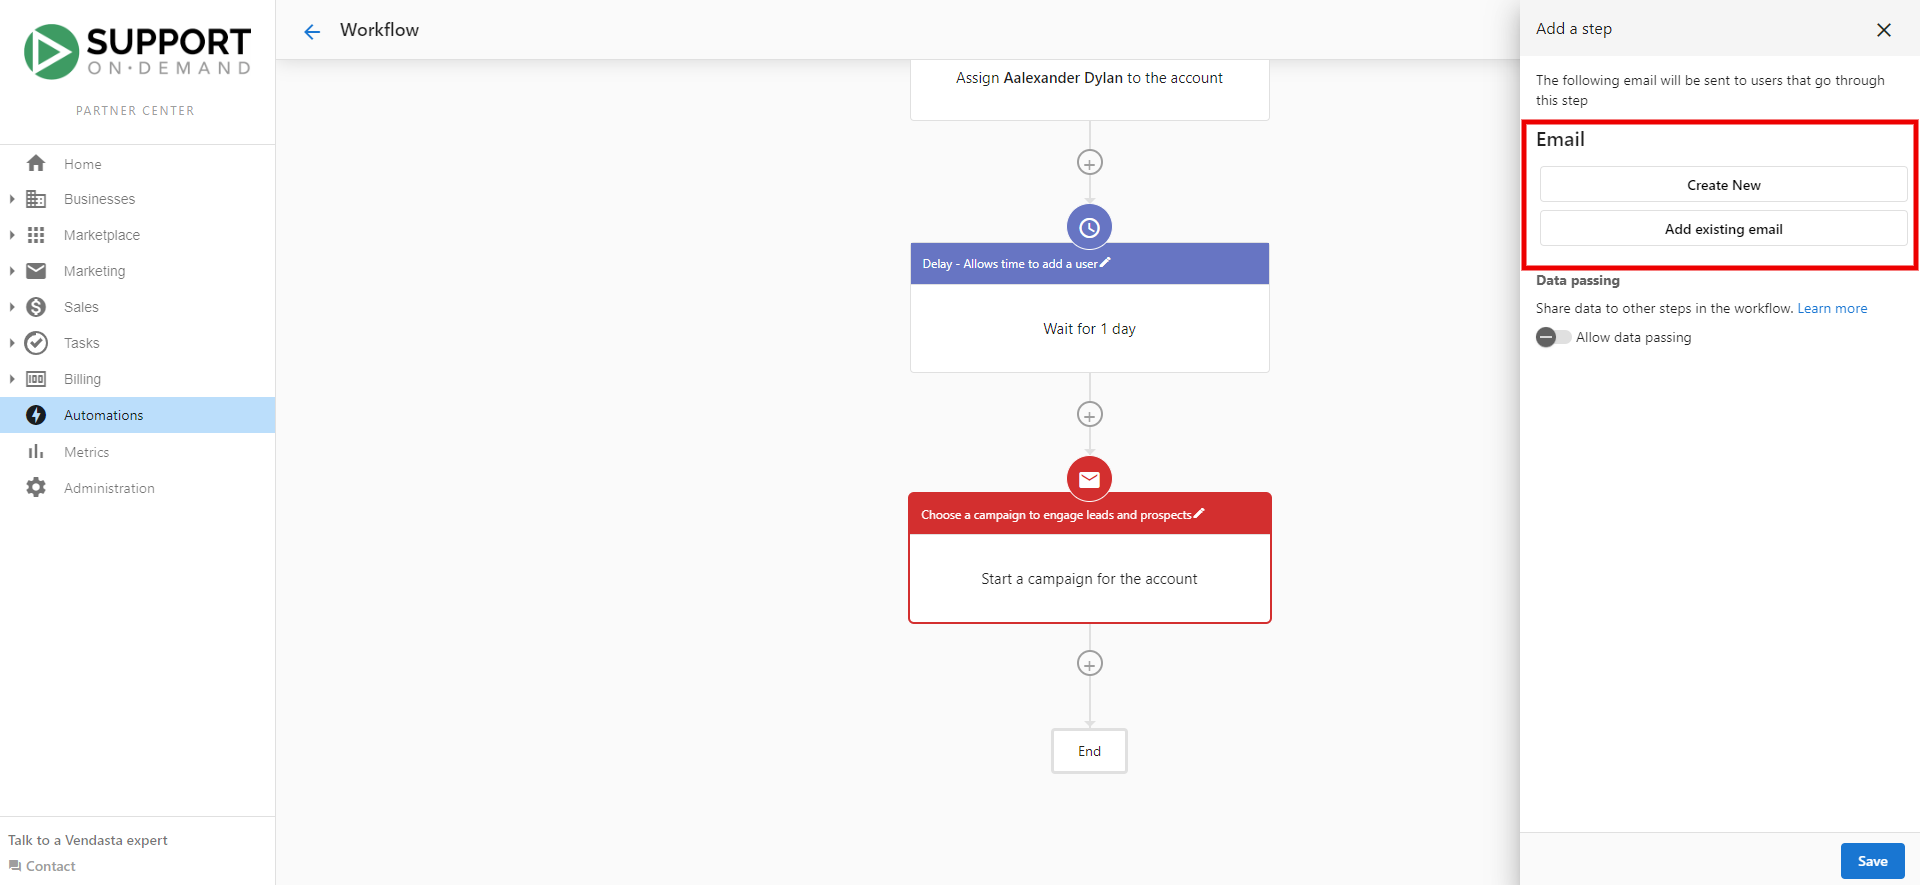 SUPPORT
ON·DEMAND
PARTNER CENTER
Home
Businesses
Marketplace
Marketing
Sales
Tasks
Billing
Automations
Metrics
Administration
Talk to a Vendasta expert
Contact
Workflow
Assign Aalexander Dylan to the account
Delay - Allows time to add a user
Wait for 1 day
Choose a campaign to engage leads and prospects
Start a campaign for the account
End
Add a step
The following email will be sent to users that go through
this step
Email
Create New
Add existing email
Data passing
Share data to other steps in the workflow. Learn more
Allow data passing
Save